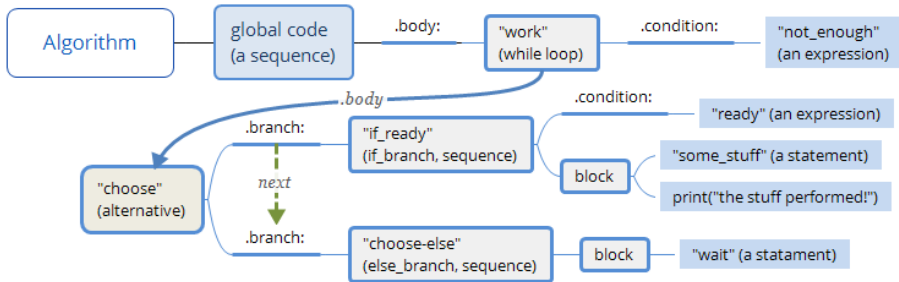 Algorithm
global code
(a sequence)
.body:
"work"
(while loop)
.condition:
"not_enough"
(an expression)
.body
.branch:
"if_ready"
(if_branch, sequence)
.condition:
"ready" (an expression)
block
"some_stuff" (a statement)
print("the stuff performed!")
"choose"
(alternative)
next
.branch:
"choose-else"
(else_branch, sequence)
block
"wait" (a statament)